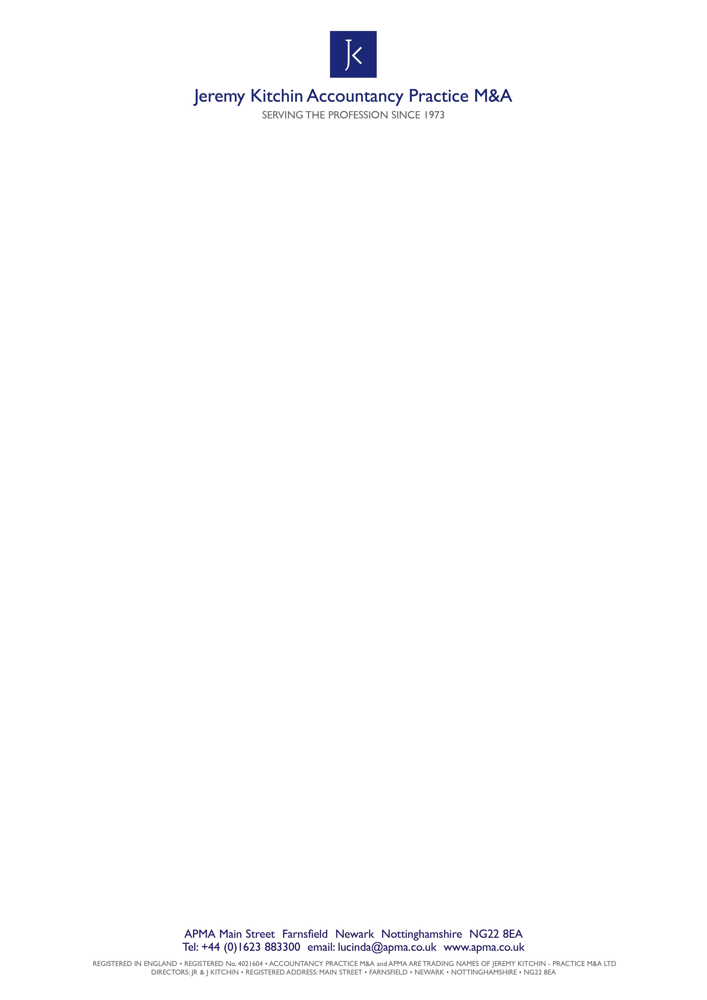 JK
Jeremy Kitchin Accountancy Practice M&A
SERVING THE PROFESSION SINCE 1973
APMA Main Street Farnsfield Newark Nottinghamshire NG22 8EA
Tel: +44 (0)1623 883300 email: lucinda@apma.co.uk www.apma.co.uk
REGISTERED IN ENGLAND • REGISTERED No. 4021604 • ACCOUNTANCY PRACTICE M&A and APMA ARE TRADING NAMES OF JEREMY KITCHIN - PRACTICE M&A LTD
DIRECTORS: JR & J KITCHIN • REGISTERED ADDRESS: MAIN STREET • FARNSFIELD • NEWARK • NOTTINGHAMSHIRE • NG22 8EA